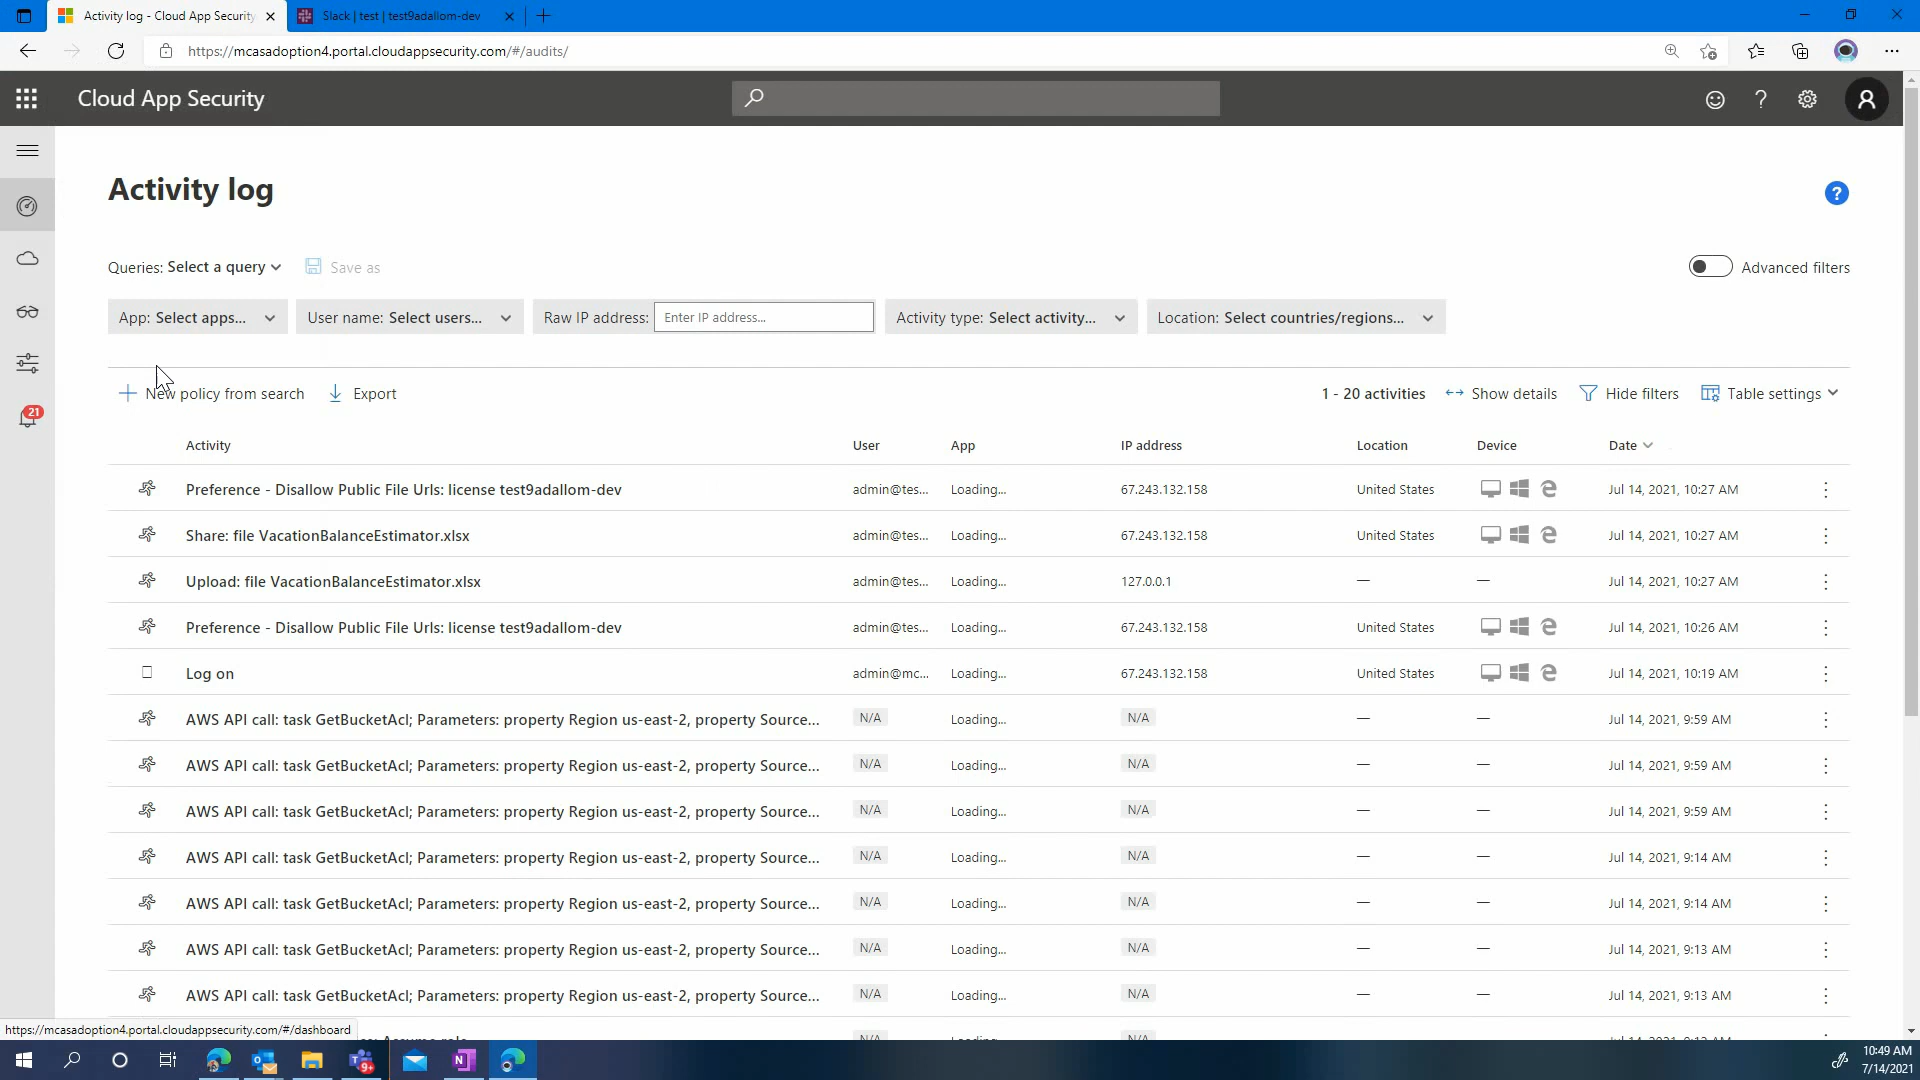 Activity log - Cloud App Security
Slack | test | test9adallom-dev
https://mcasadoption4.portal.cloudappsecurity.com/#/audits/
Cloud App Security
Activity log
Queries: Select a query
Save as
Advanced filters
App: Select apps...
User name: Select users...
Raw IP address: Enter IP address...
Activity type: Select activity...
Location: Select countries/regions...
New policy from search
Export
1 - 20 activities
Show details
Hide filters
Table settings
21
Activity User App IP address Location Device Date
Preference - Disallow Public File Urls: license test9adallom-dev admin@tes... Loading... 67.243.132.158 United States Jul 14, 2021, 10:27 AM
Share: file VacationBalanceEstimator.xlsx admin@tes... Loading... 67.243.132.158 United States Jul 14, 2021, 10:27 AM
Upload: file VacationBalanceEstimator.xlsx admin@tes... Loading... 127.0.0.1 — — Jul 14, 2021, 10:27 AM
Preference - Disallow Public File Urls: license test9adallom-dev admin@tes... Loading... 67.243.132.158 United States Jul 14, 2021, 10:26 AM
Log on admin@mc... Loading... 67.243.132.158 United States Jul 14, 2021, 10:19 AM
AWS API call: task GetBucketAcl; Parameters: property Region us-east-2, property Source... N/A Loading... N/A — — Jul 14, 2021, 9:59 AM
AWS API call: task GetBucketAcl; Parameters: property Region us-east-2, property Source... N/A Loading... N/A — — Jul 14, 2021, 9:59 AM
AWS API call: task GetBucketAcl; Parameters: property Region us-east-2, property Source... N/A Loading... N/A — — Jul 14, 2021, 9:59 AM
AWS API call: task GetBucketAcl; Parameters: property Region us-east-2, property Source... N/A Loading... N/A — — Jul 14, 2021, 9:14 AM
AWS API call: task GetBucketAcl; Parameters: property Region us-east-2, property Source... N/A Loading... N/A — — Jul 14, 2021, 9:14 AM
AWS API call: task GetBucketAcl; Parameters: property Region us-east-2, property Source... N/A Loading... N/A — — Jul 14, 2021, 9:13 AM
AWS API call: task GetBucketAcl; Parameters: property Region us-east-2, property Source... N/A Loading... N/A — — Jul 14, 2021, 9:13 AM
https://mcasadoption4.portal.cloudappsecurity.com/#/dashboard
9+
10:49 AM
7/14/2021